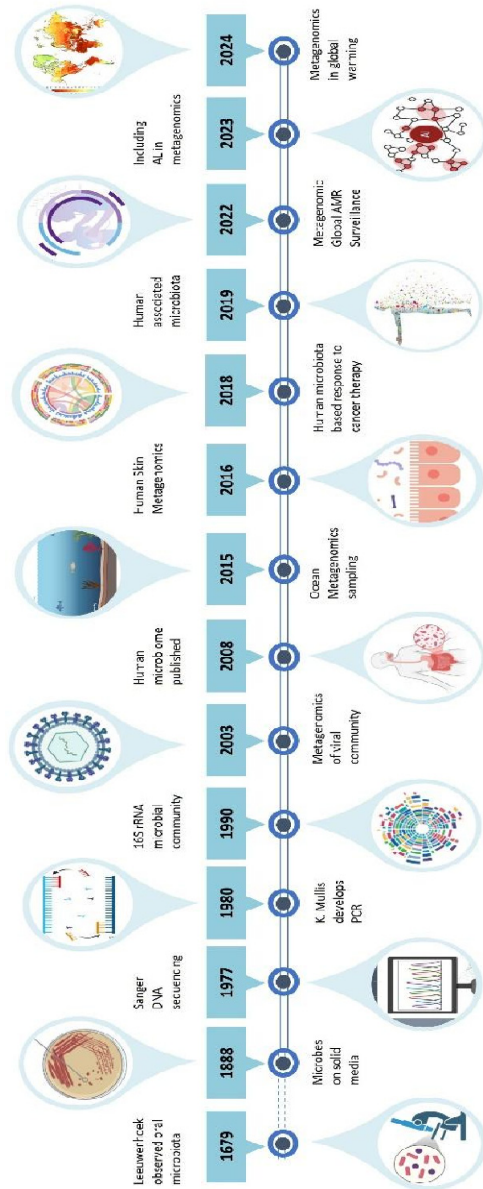 Leeuwenhoek
observed oral
microbiota
1679
1888
Microbes
on solid
media
Sanger
DNA
sequencing
1977
1980
K. Mullis
develops
PCR
16S rRNA
microbial
community
1990
2003
Metagenomics
of viral
community
Human
microbiome
published
2008
2015
Ocean
Metagenomics
sampling
Human Skin
Metagenomics
2016
2018
Human microbiota
based response to
cancer therapy
Human
associated
microbiota
2019
2022
Metagenomic
Global AMR
Surveillance
Including
AL in
metagenomics
2023
AI
2024
Metagenomics
in global
warming